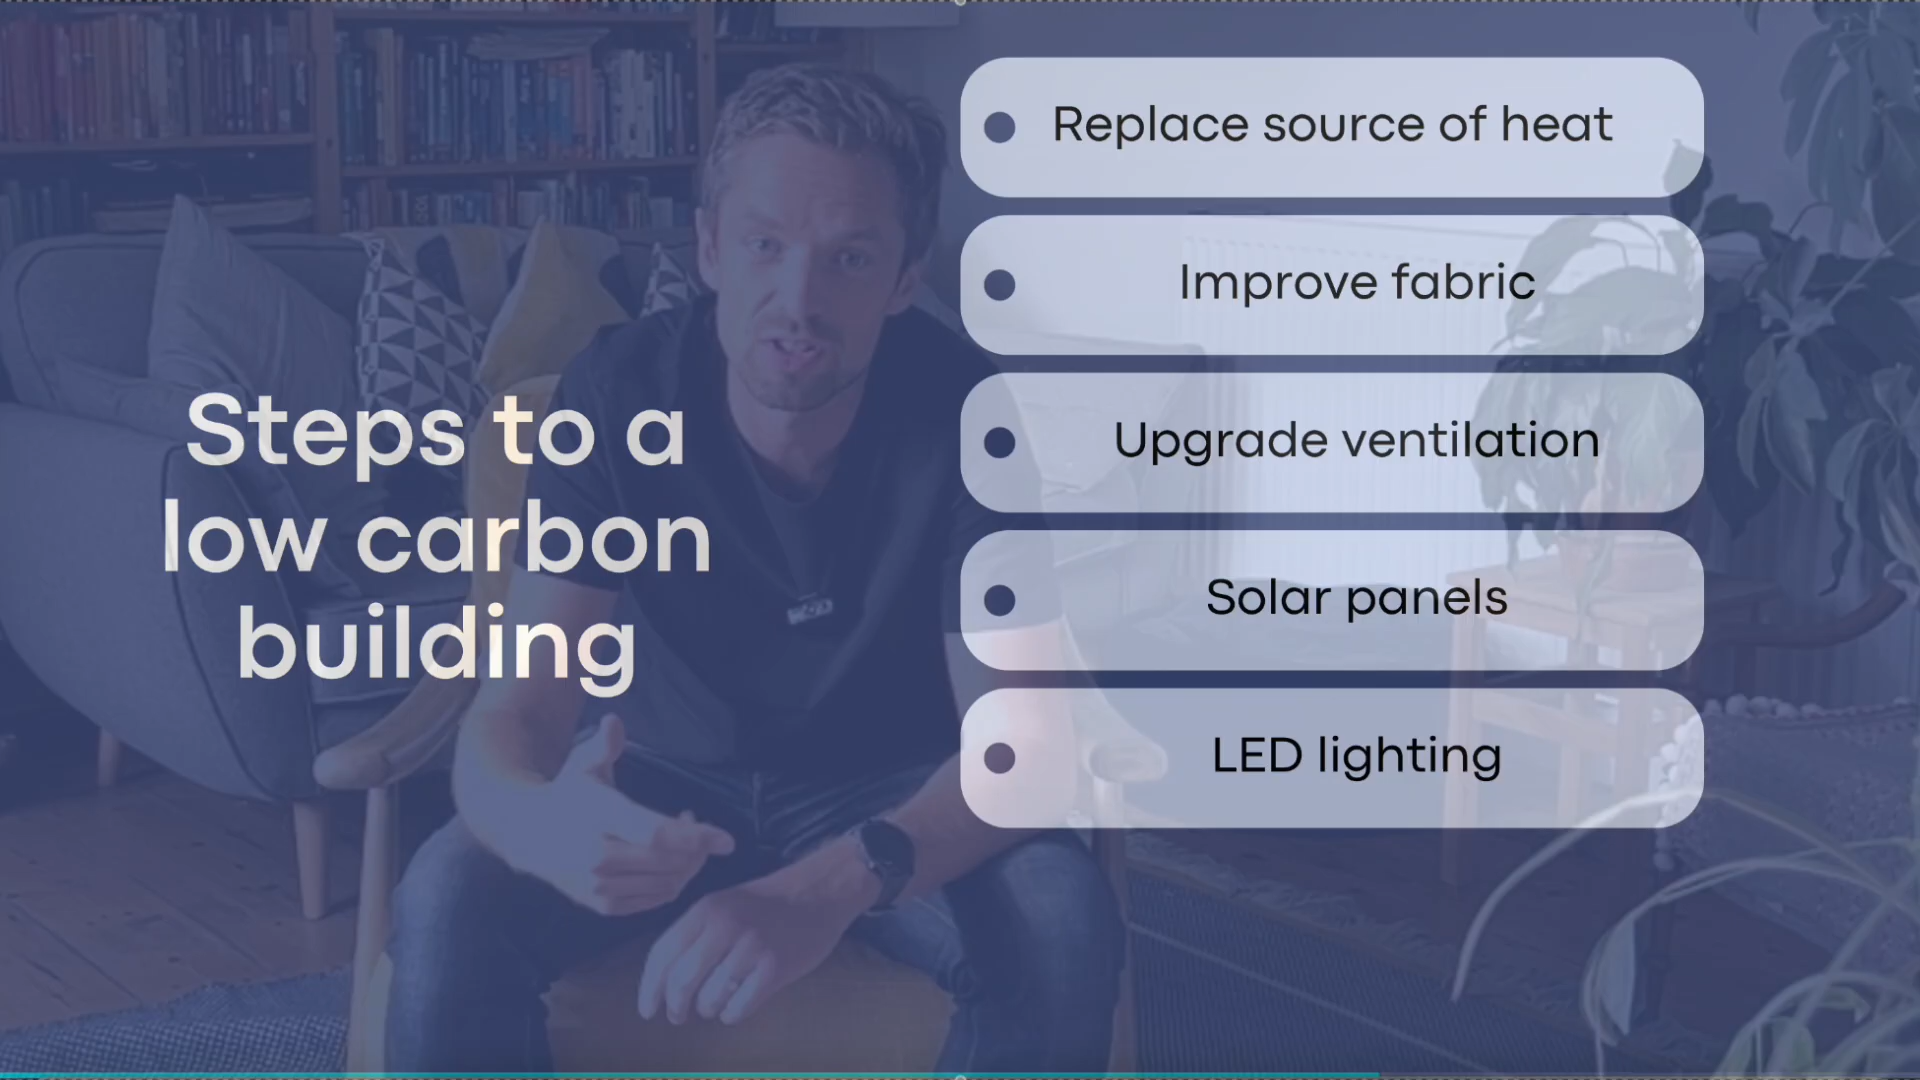 Steps to a
low carbon
building
Replace source of heat
Improve fabric
Upgrade ventilation
Solar panels
LED lighting